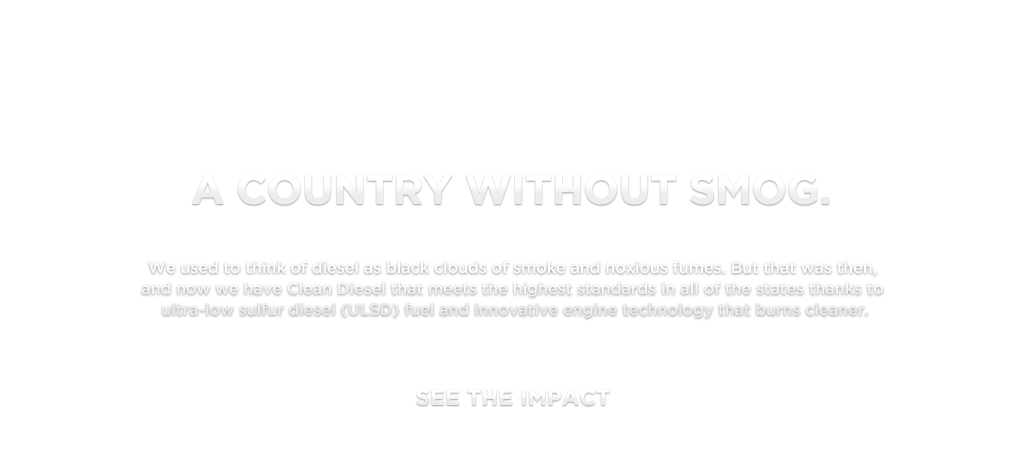 A COUNTRY WITHOUT SMOG.
We used to think of diesel as black clouds of smoke and noxious fumes. But that was then,
and now we have Clean Diesel that meets the highest standards in all of the states thanks to
ultra-low sulfur diesel (ULSD) fuel and innovative engine technology that burns cleaner.
SEE THE IMPACT